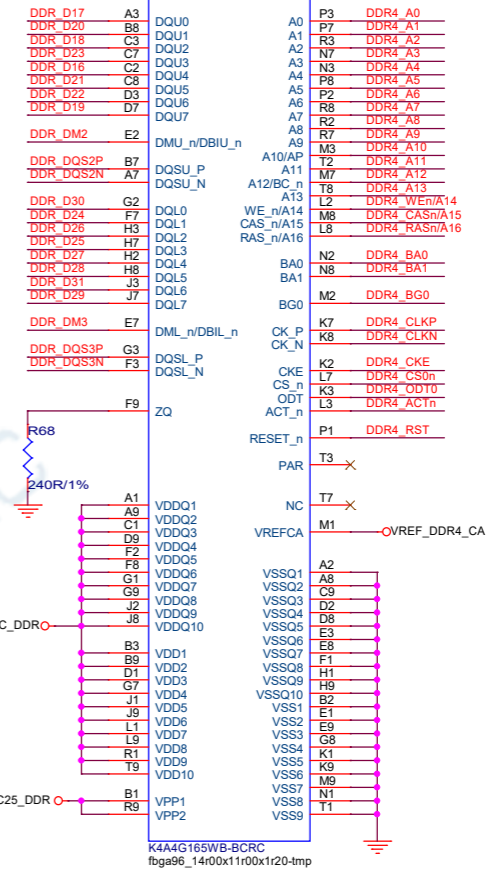 DDR_D17 A3 DQU0 A0 P3 DDR4_A0
DDR_D20 B8 DQU1 A1 P7 DDR4_A1
DDR_D18 C3 DQU2 A2 R3 DDR4_A2
DDR_D23 C7 DQU3 A3 N7 DDR4_A3
DDR_D16 C2 DQU4 A4 N3 DDR4_A4
DDR_D21 C8 DQU5 A5 P8 DDR4_A5
DDR_D22 D3 DQU6 A6 P2 DDR4_A6
DDR_D19 D7 DQU7 A7 R8 DDR4_A7
A8 R2 DDR4_A8
DDR_DM2 E2 DMU_n/DBIU_n A9 R7 DDR4_A9
A10/AP M3 DDR4_A10
DDR_DQS2P B7 DQSU_P A11 T2 DDR4_A11
DDR_DQS2N A7 DQSU_N A12/BC_n M7 DDR4_A12
A13 T8 DDR4_A13
DDR_D30 G2 DQL0 WE_n/A14 L2 DDR4_WEn/A14
DDR_D24 F7 DQL1 CAS_n/A15 M8 DDR4_CASn/A15
DDR_D26 H3 DQL2 RAS_n/A16 L8 DDR4_RASn/A16
DDR_D25 H7 DQL3
DDR_D27 H2 DQL4 BA0 N2 DDR4_BA0
DDR_D28 H8 DQL5 BA1 N8 DDR4_BA1
DDR_D31 J3 DQL6
DDR_D29 J7 DQL7 BG0 M2 DDR4_BG0
DDR_DM3 E7 DML_n/DBIL_n CK_P K7 DDR4_CLKP
CK_N K8 DDR4_CLKN
DDR_DQS3P G3 DQSL_P
DDR_DQS3N F3 DQSL_N CKE K2 DDR4_CKE
CS_n L7 DDR4_CS0n
ODT K3 DDR4_ODT0
F9 ZQ ACT_n L3 DDR4_ACTn
R68 RESET_n P1 DDR4_RST
PAR T3
240R/1%
A1 VDDQ1 NC T7
A9 VDDQ2
C1 VDDQ3 VREFCA M1 VREF_DDR4_CA
D9 VDDQ4
F2 VDDQ5
F8 VDDQ6 VSSQ1 A2
G1 VDDQ7 VSSQ2 A8
G9 VDDQ8 VSSQ3 C9
J2 VDDQ9 VSSQ4 D2
C_DDR J8 VDDQ10 VSSQ5 D8
VSSQ6 E3
B3 VDD1 VSSQ7 E8
B9 VDD2 VSSQ8 F1
D1 VDD3 VSSQ9 H1
G7 VDD4 VSSQ10 H9
J1 VDD5 VSS1 B2
J9 VDD6 VSS2 E1
L1 VDD7 VSS3 E9
L9 VDD8 VSS4 G8
R1 VDD9 VSS5 K1
T9 VDD10 VSS6 K9
VSS7 M9
C25_DDR B1 VPP1 VSS8 N1
R9 VPP2 VSS9 T1
K4A4G165WB-BCRC
fbga96_14r00x11r00x1r20-tmp